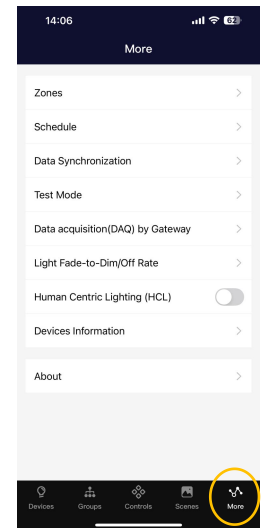 14:06
62
More
Zones
Schedule
Data Synchronization
Test Mode
Data acquisition(DAQ) by Gateway
Light Fade-to-Dim/Off Rate
Human Centric Lighting (HCL)
Devices Information
About
Devices Groups Controls Scenes More